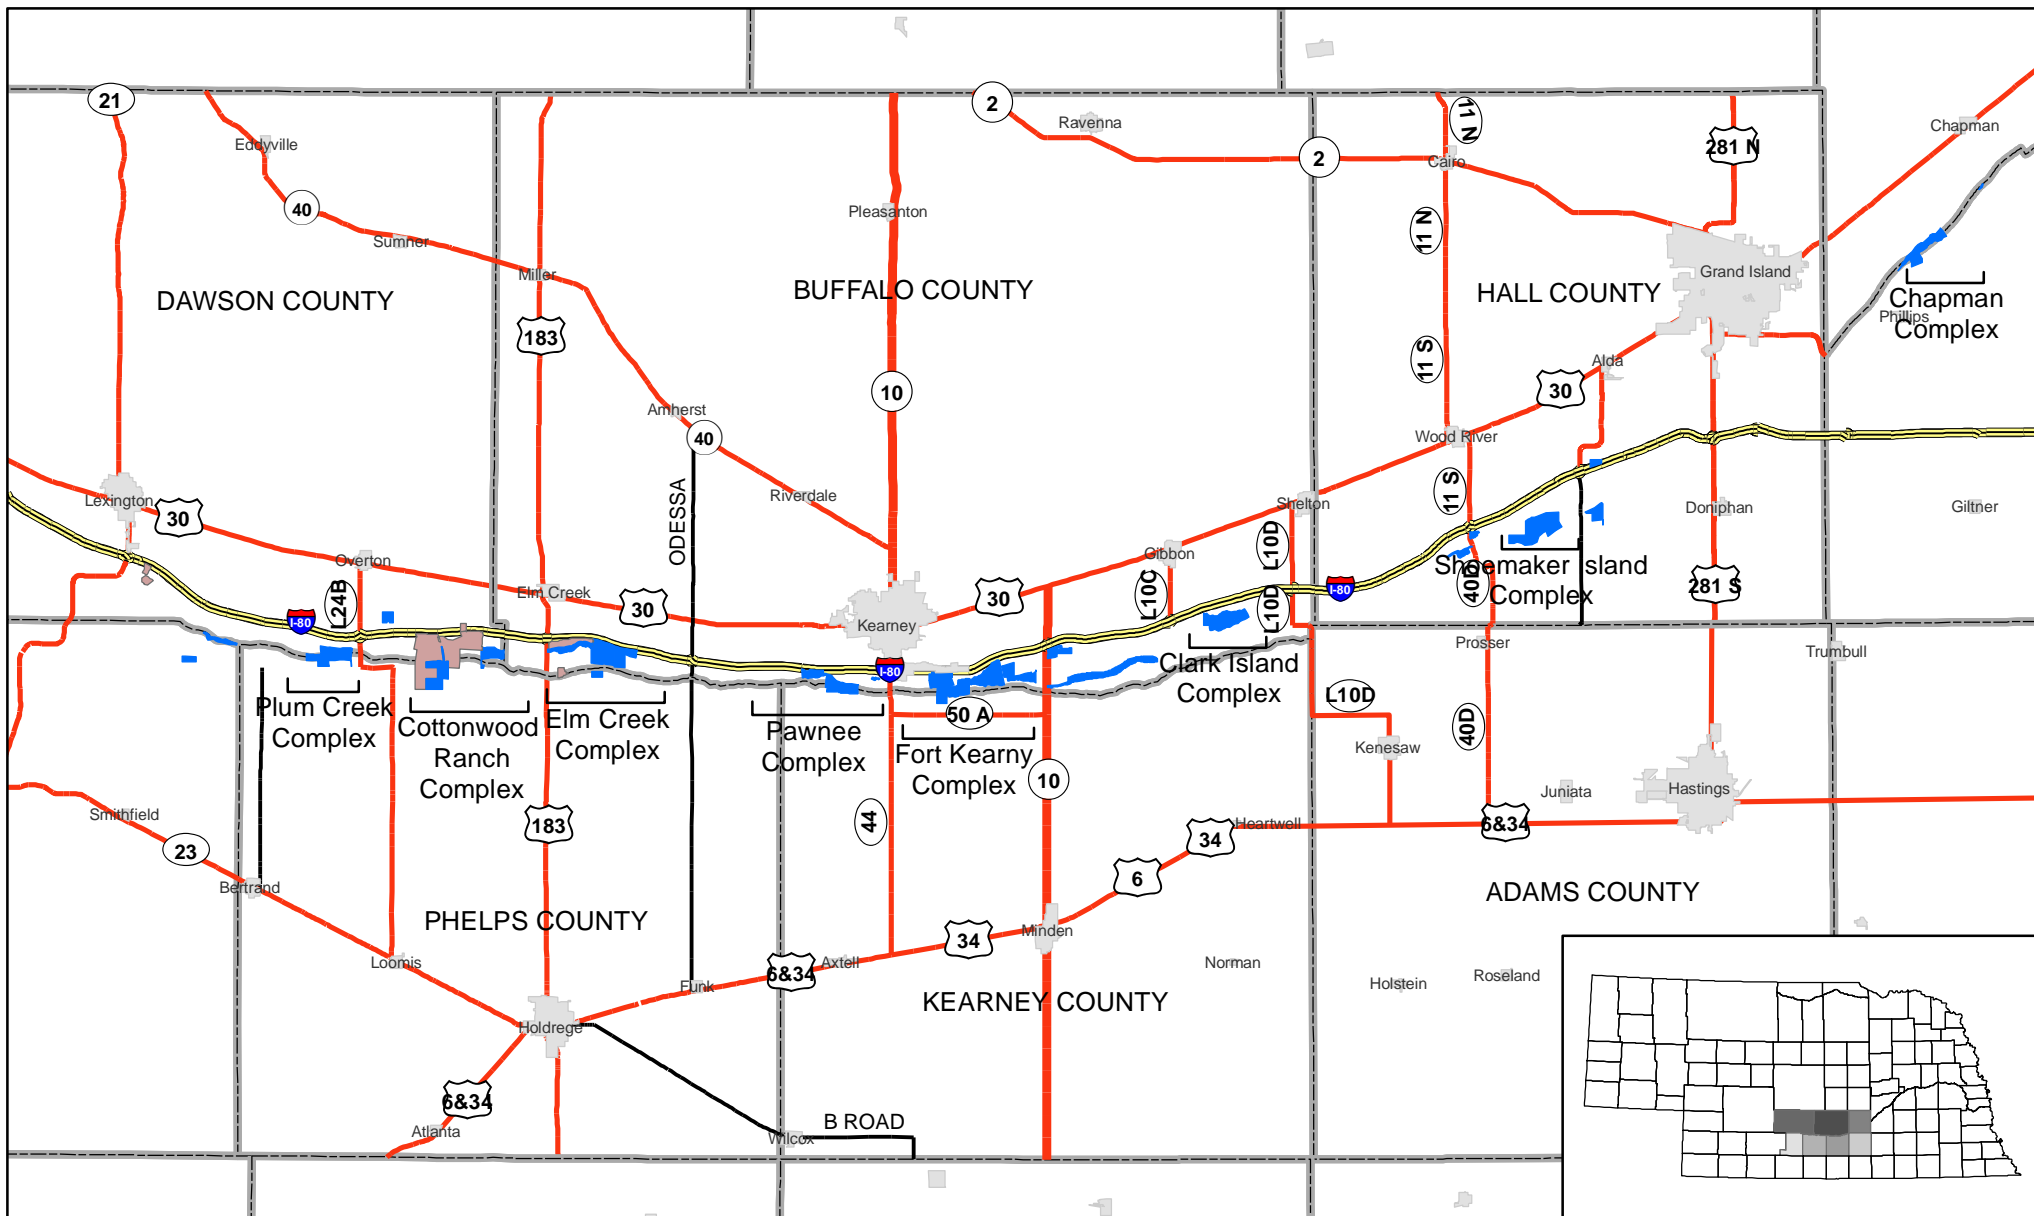 21
2
Ravenna
11 N
Chapman
Eddyville
2
Cairo
281 N
40
Pleasanton
Sumner
11 N
Miller
Grand Island
DAWSON COUNTY
BUFFALO COUNTY
HALL COUNTY
Chapman
Complex
Phillips
183
11 S
Alda
10
30
Amherst
40
Wood River
Lexington
30
ODESSA
Riverdale
Shelton
11 S
Doniphan
Giltner
Overton
Gibbon
L10D
Shoemaker Island
Complex
L24B
Elm Creek
30
30
L10C
L10D
I-80
40D
281 S
I-80
Kearney
I-80
Prosser
Trumbull
Clark Island
Complex
Plum Creek
Complex
Cottonwood
Ranch
Complex
Elm Creek
Complex
Pawnee
Complex
50 A
Fort Kearny
Complex
L10D
40D
Kenesaw
10
Smithfield
183
44
Juniata
Hastings
Heartwell
6&34
34
23
Bertrand
6
ADAMS COUNTY
PHELPS COUNTY
34
Minden
Loomis
6&34
Axtell
Norman
Holstein
Roseland
Funk
KEARNEY COUNTY
Holdrege
6&34
Atlanta
Wilcox
B ROAD